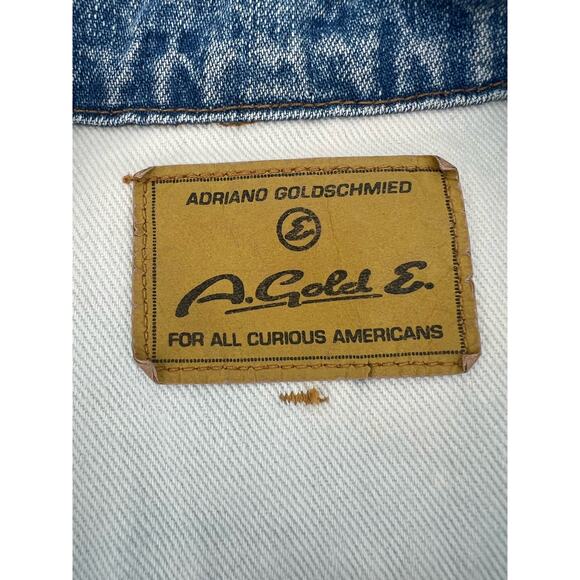 ADRIANO GOLDSCHMIED
E.
A.Gold E.
FOR ALL CURIOUS AMERICANS